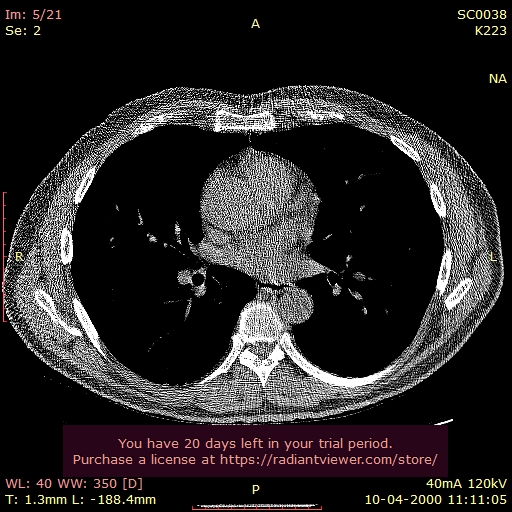 Im: 5/21
Se: 2
A
SC0038
K223
NA
R
L
You have 20 days left in your trial period.
Purchase a license at https://radiantviewer.com/store/
WL: 40 WW: 350 [D]
T: 1.3mm L: -188.4mm
P
40mA 120kV
10-04-2000 11:11:05